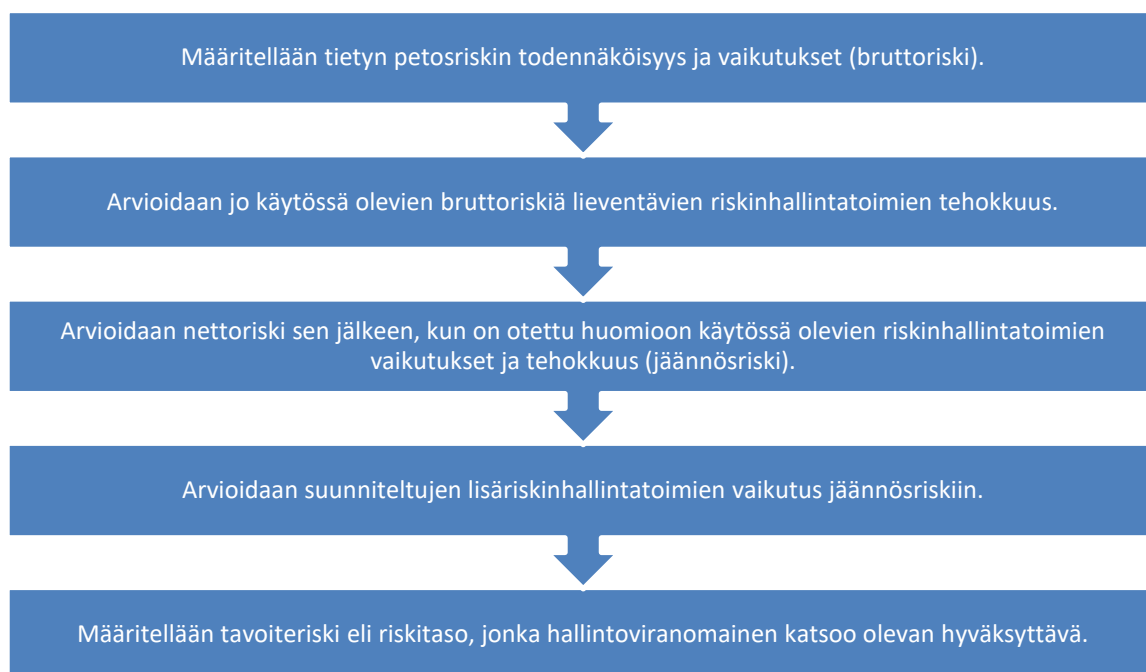 Määritellään tietyn petosriskin todennäköisyys ja vaikutukset (bruttoriski).
Arvioidaan jo käytössä olevien bruttoriskiä lieventävien riskinhallintatoimien tehokkuus.
Arvioidaan nettoriski sen jälkeen, kun on otettu huomioon käytössä olevien riskinhallintatoimien
vaikutukset ja tehokkuus (jäännösriski).
Arvioidaan suunniteltujen lisäriskinhallintatoimien vaikutus jäännösriskiin.
Määritellään tavoiteriski eli riskitaso, jonka hallintoviranomainen katsoo olevan hyväksyttävä.